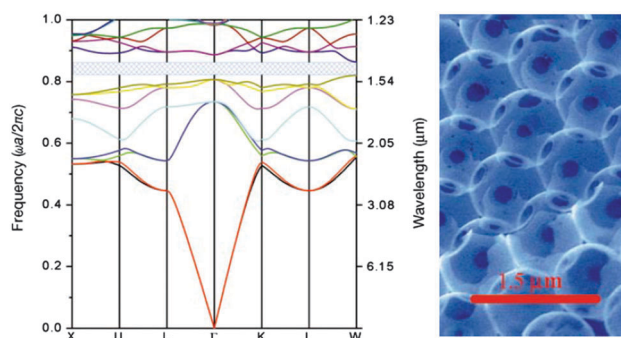 Frequency (ωa/2πc)
1.0
0.8
0.6
0.4
0.2
0.0
X U L Γ K L W
1.23
1.54
2.05
3.08
6.15
Wavelength (μm)
1.5 μm